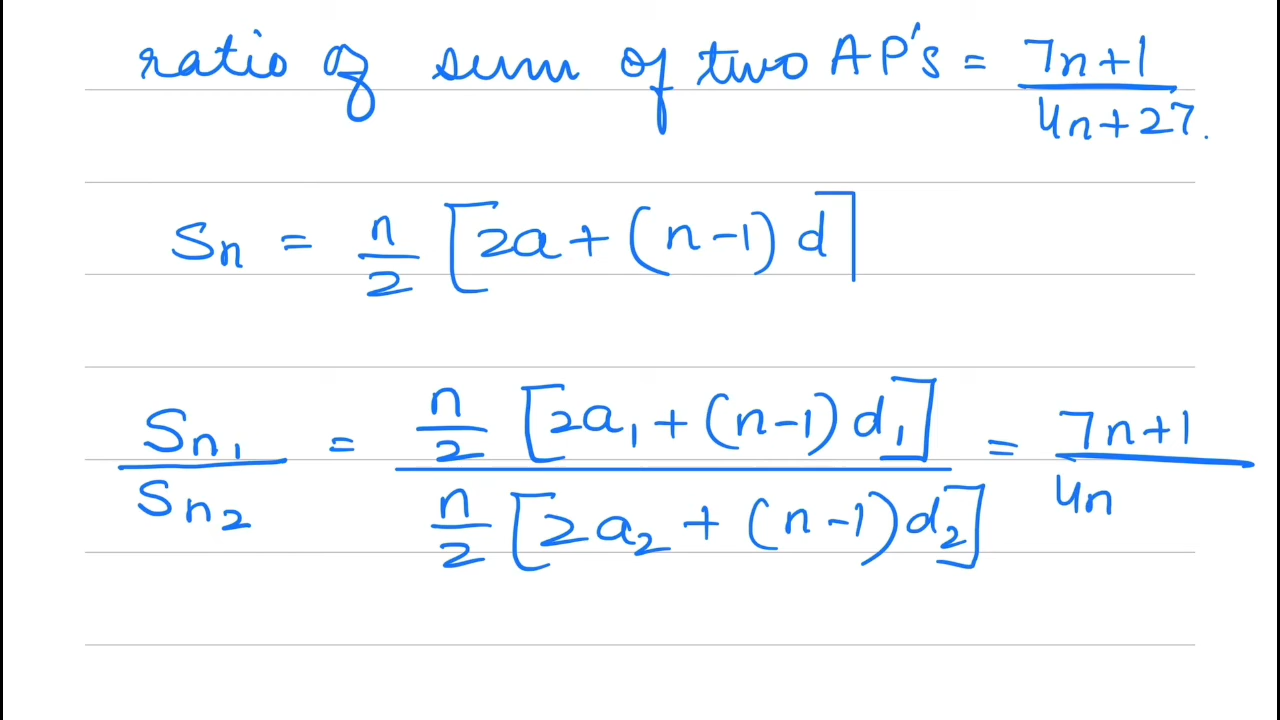 ratio of sum of two AP's = (7n+1)/(4n+27).
Sn = n/2 [2a + (n-1) d]
Sn₁/Sn₂ = n/2 [2a₁ + (n-1) d₁] / n/2 [2a₂ + (n-1) d₂] = 7n+1 / 4n